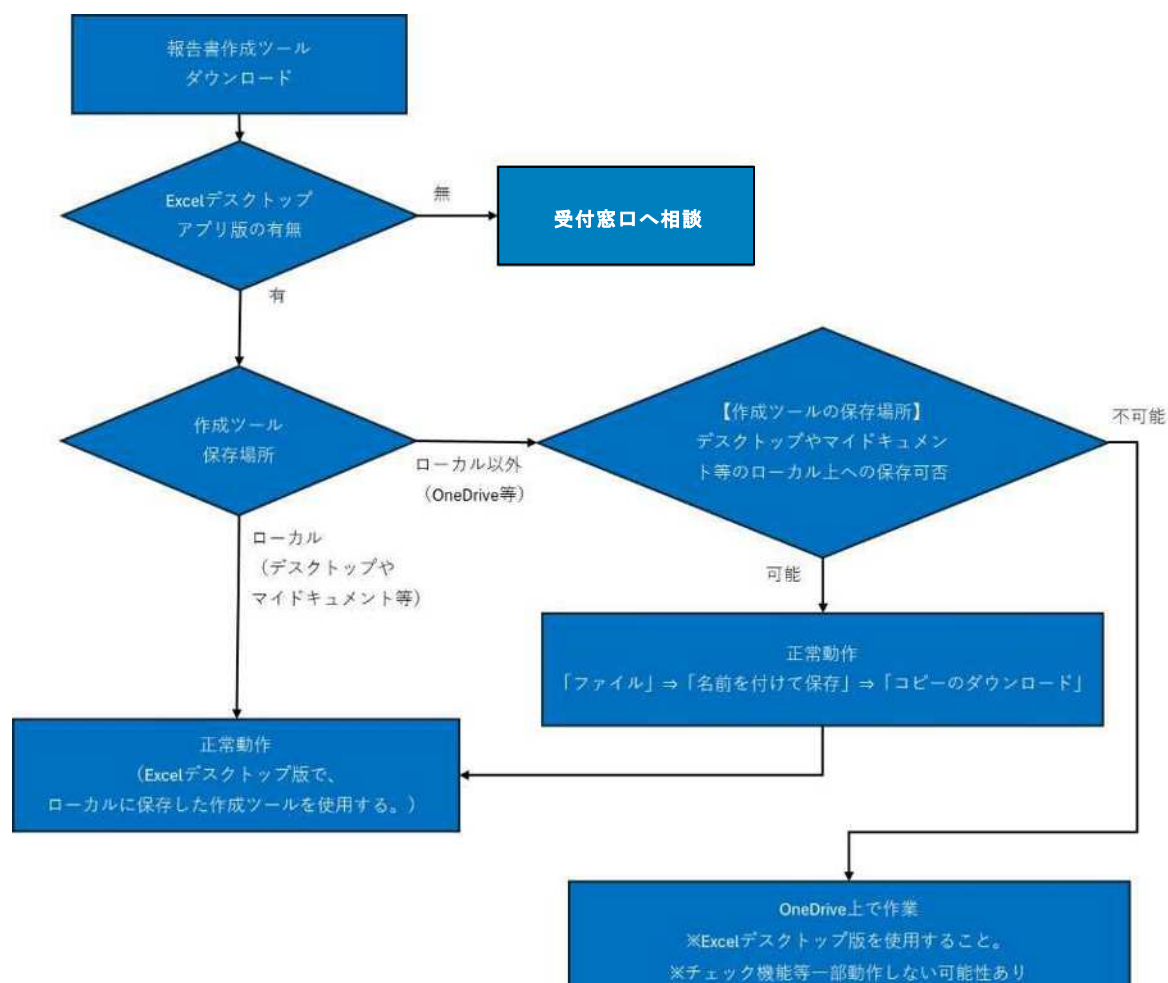 報告書作成ツール
ダウンロード
Excelデスクトップ
アプリ版の有無
無
受付窓口へ相談
有
作成ツール
保存場所
ローカル以外
（OneDrive等）
【作成ツールの保存場所】
デスクトップやマイドキュメン
ト等のローカル上への保存可否
不可能
ローカル
（デスクトップや
マイドキュメント等）
可能
正常動作
「ファイル」⇒「名前を付けて保存」⇒「コピーのダウンロード」
正常動作
（Excelデスクトップ版で、
ローカルに保存した作成ツールを使用する。）
OneDrive上で作業
※Excelデスクトップ版を使用すること。
※チェック機能等一部動作しない可能性あり